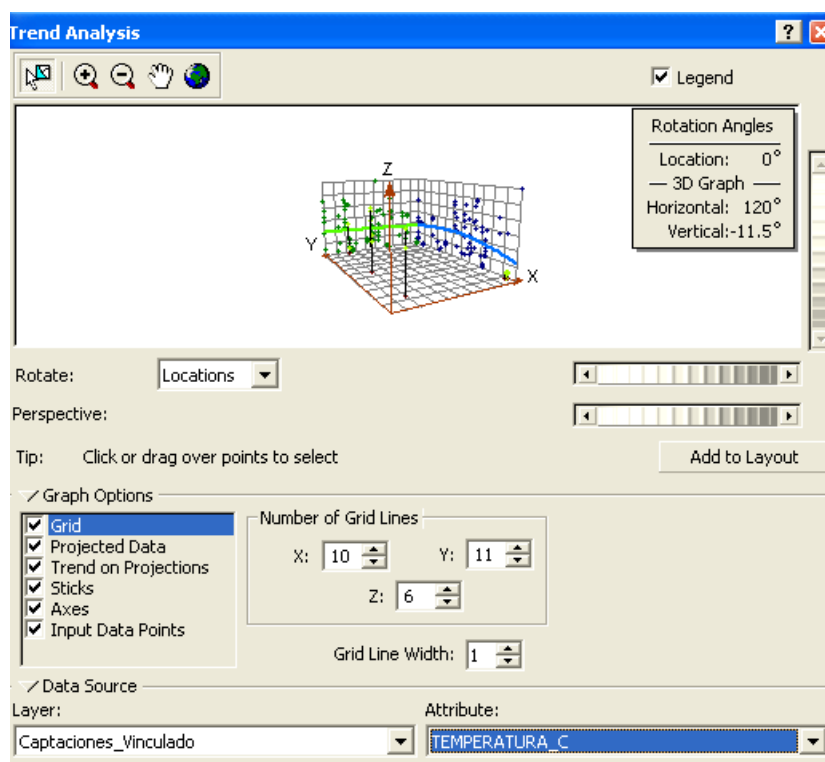 Trend Analysis
Legend
Rotation Angles
Location: 0°
3D Graph
Horizontal: 120°
Vertical:-11.5°
Z
Y
X
Rotate: Locations
Perspective:
Tip: Click or drag over points to select
Add to Layout
Graph Options
Grid
Projected Data
Trend on Projections
Sticks
Axes
Input Data Points
Number of Grid Lines
X: 10 Y: 11
Z: 6
Grid Line Width: 1
Data Source
Layer: Attribute:
Captaciones_Vinculado TEMPERATURA_C